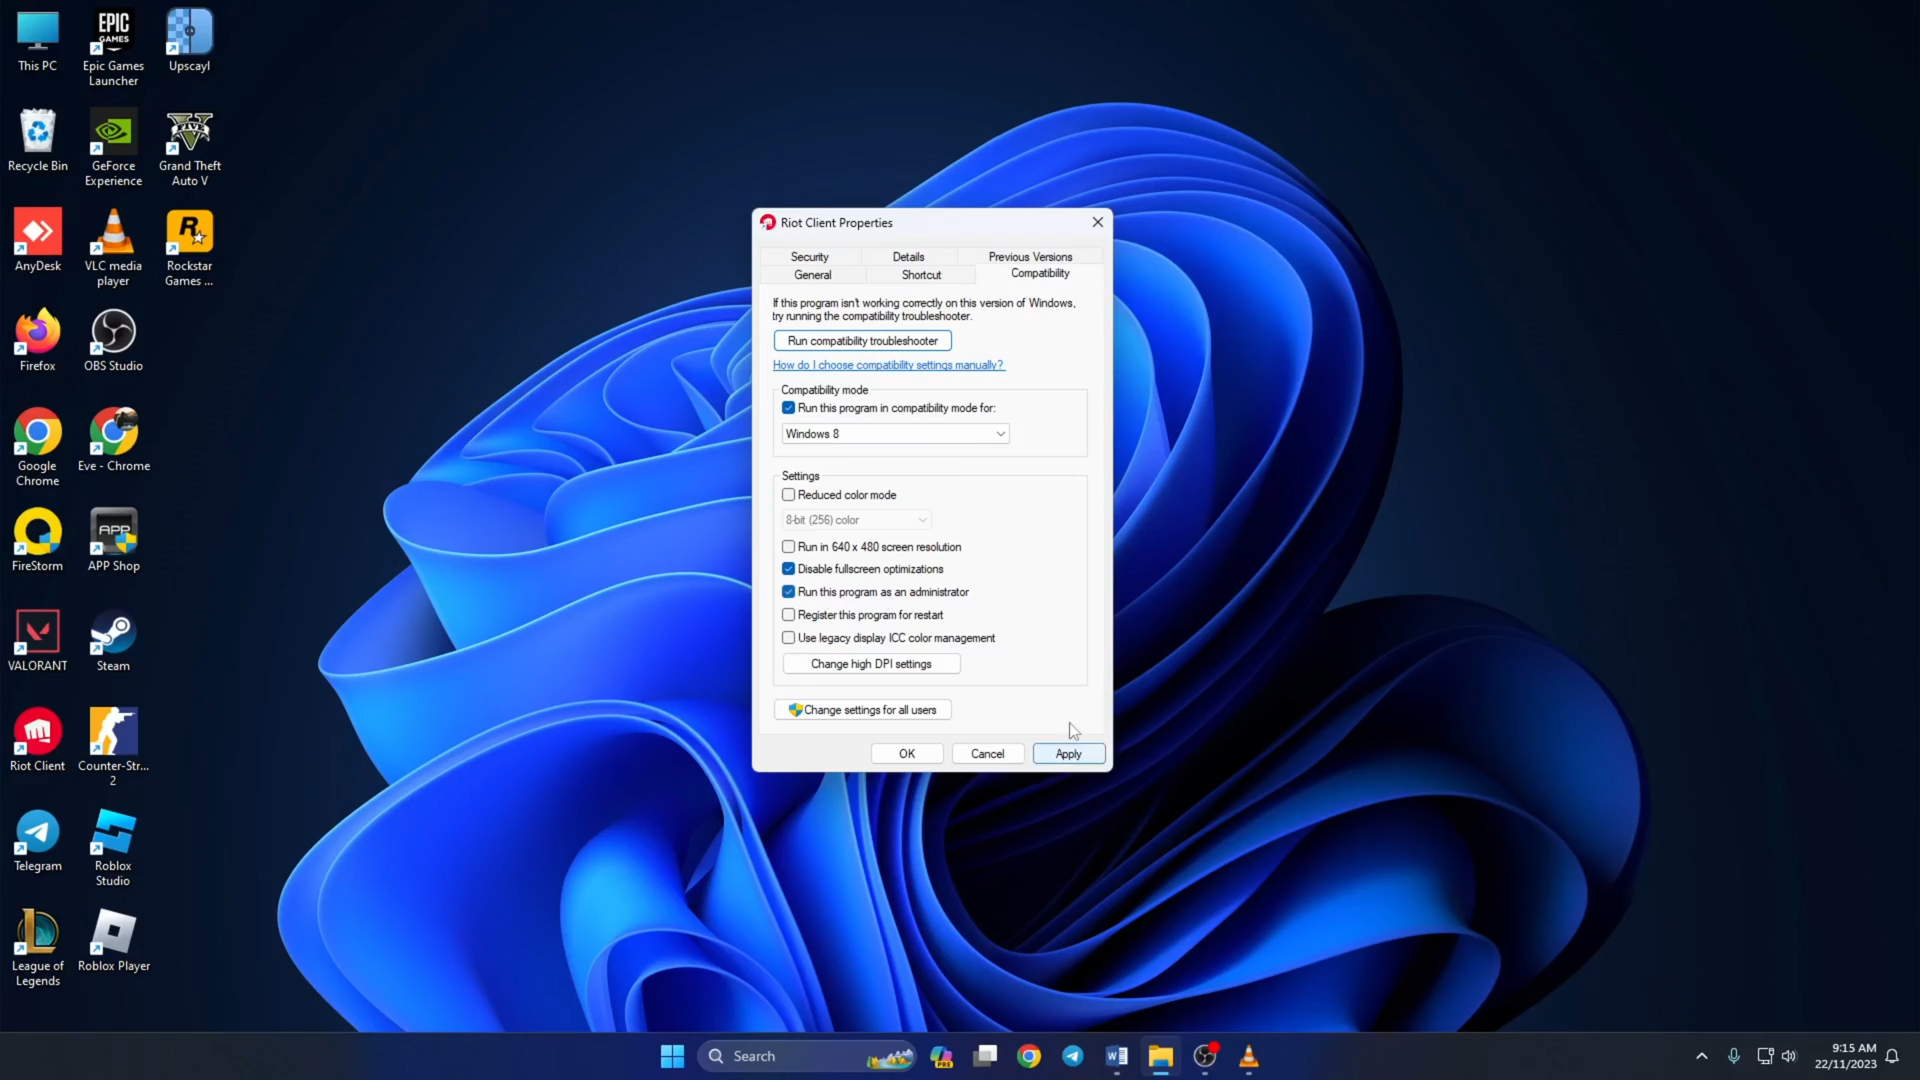 This PC
EPIC
GAMES
Epic Games
Launcher
Upscayl
Recycle Bin
GeForce
Experience
FIVE
Grand Theft
Auto V
AnyDesk
VLC media
player
R
Rockstar
Games ...
Firefox
OBS Studio
Google
Chrome
Eve - Chrome
FireStorm
APP
APP Shop
VALORANT
Steam
Riot Client
Counter-Str...
2
Telegram
Roblox
Studio
League of
Legends
Roblox Player
Riot Client Properties
Security
Details
Previous Versions
General
Shortcut
Compatibility
If this program isn't working correctly on this version of Windows,
try running the compatibility troubleshooter.
Run compatibility troubleshooter
How do I choose compatibility settings manually?
Compatibility mode
Run this program in compatibility mode for:
Windows 8
Settings
Reduced color mode
8-bit (256) color
Run in 640 x 480 screen resolution
Disable fullscreen optimizations
Run this program as an administrator
Register this program for restart
Use legacy display ICC color management
Change high DPI settings
Change settings for all users
OK
Cancel
Apply
Search
PRE
W
9:15 AM
22/11/2023